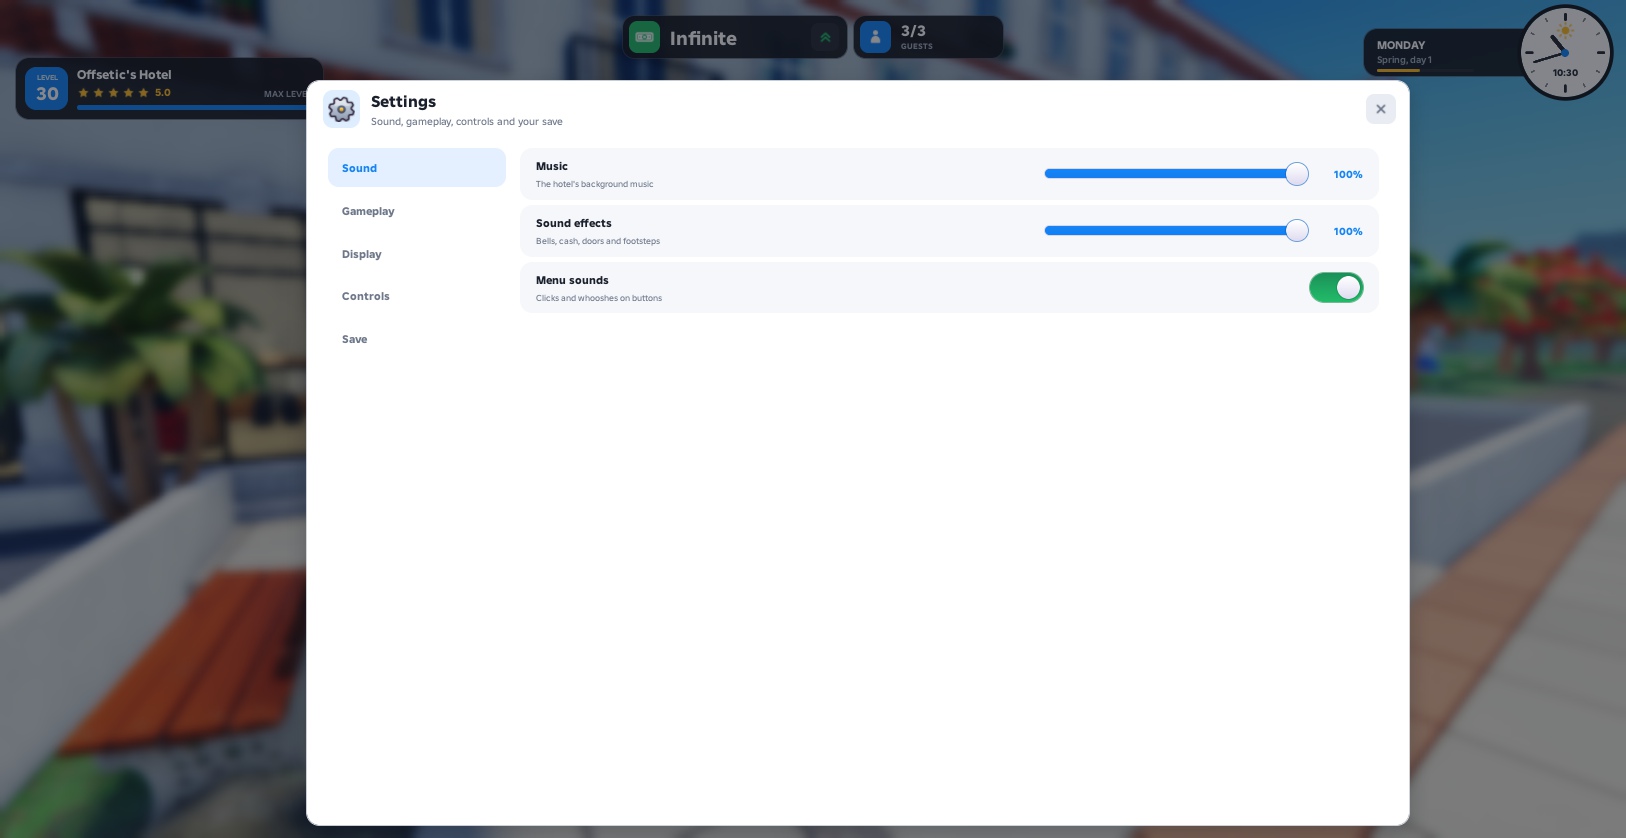 Infinite
3/3
GUESTS
MONDAY
Spring, day 1
10:30
LEVEL
30
Offsetic's Hotel
5.0
MAX LEVE
Settings
Sound, gameplay, controls and your save
Sound
Gameplay
Display
Controls
Save
Music
The hotel's background music
100%
Sound effects
Bells, cash, doors and footsteps
100%
Menu sounds
Clicks and whooshes on buttons